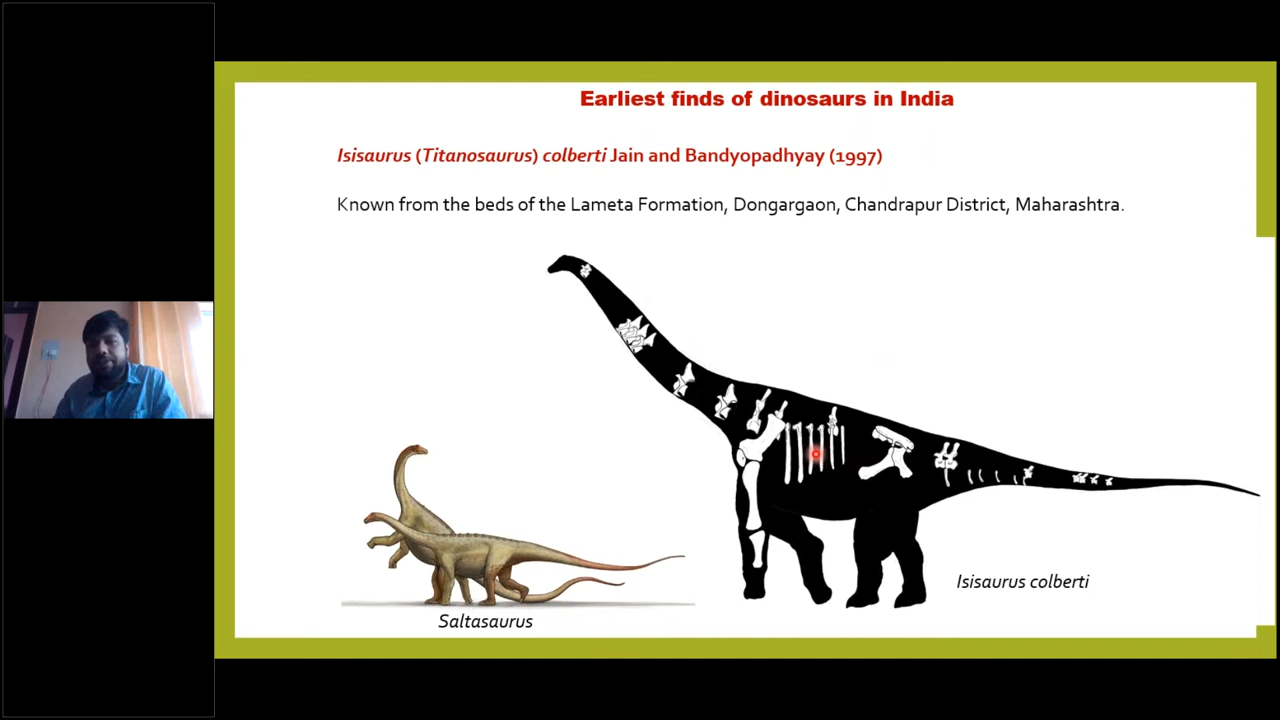 Earliest finds of dinosaurs in India
Isisaurus (Titanosaurus) colberti Jain and Bandyopadhyay (1997)
Known from the beds of the Lameta Formation, Dongargaon, Chandrapur District, Maharashtra.
Isisaurus colberti
Saltasaurus